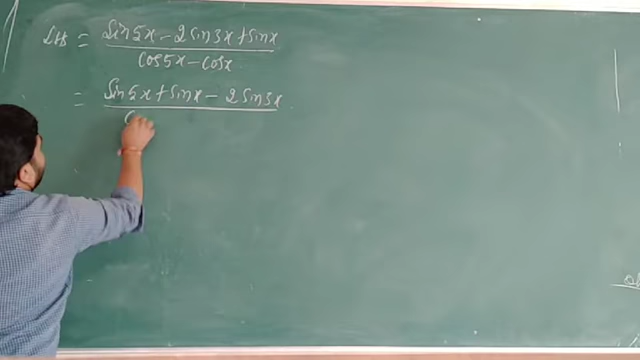 LHS = Sin5x - 2Sin3x + Sinx
Cos5x - Cosx
= Sin5x + Sinx - 2Sin3x
C